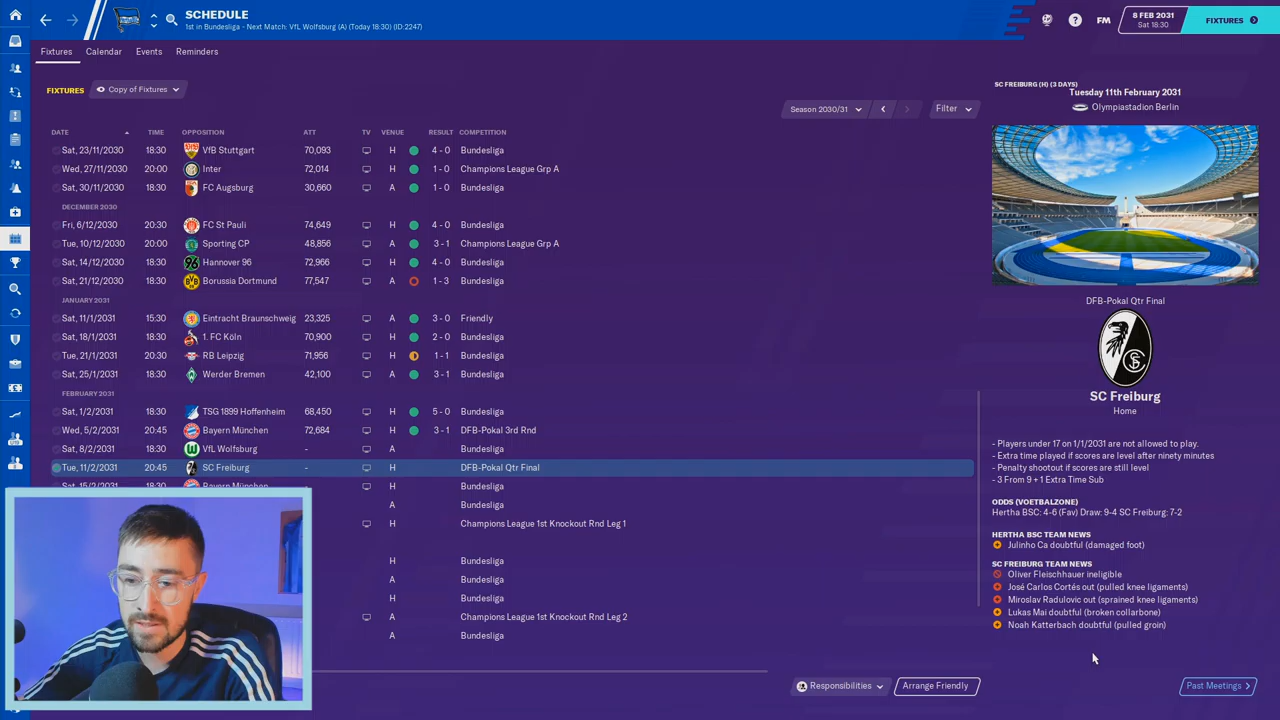 SCHEDULE
1st in Bundesliga - Next Match: VfL Wolfsburg (A) (Today 18:30) (ID:2247)
FM
8 FEB 2031
Sat 18:30
FIXTURES
Fixtures Calendar Events Reminders
FIXTURES Copy of Fixtures
Season 2030/31 Filter
DATE TIME OPPOSITION ATT TV VENUE RESULT COMPETITION
Sat, 23/11/2030 18:30 VfB Stuttgart 70,093 H 4 - 0 Bundesliga
Wed, 27/11/2030 20:00 Inter 72,014 H 1 - 0 Champions League Grp A
Sat, 30/11/2030 18:30 FC Augsburg 30,660 A 1 - 0 Bundesliga
DECEMBER 2030
Fri, 6/12/2030 20:30 FC St Pauli 74,649 H 4 - 0 Bundesliga
Tue, 10/12/2030 20:00 Sporting CP 48,856 A 3 - 1 Champions League Grp A
Sat, 14/12/2030 18:30 Hannover 96 72,966 H 4 - 0 Bundesliga
Sat, 21/12/2030 18:30 Borussia Dortmund 77,547 A 1 - 3 Bundesliga
JANUARY 2031
Sat, 11/1/2031 15:30 Eintracht Braunschweig 23,325 A 3 - 0 Friendly
Sat, 18/1/2031 18:30 1. FC Köln 70,900 H 2 - 0 Bundesliga
Tue, 21/1/2031 20:30 RB Leipzig 71,956 H 1 - 1 Bundesliga
Sat, 25/1/2031 18:30 Werder Bremen 42,100 A 3 - 1 Bundesliga
FEBRUARY 2031
Sat, 1/2/2031 18:30 TSG 1899 Hoffenheim 68,450 H 5 - 0 Bundesliga
Wed, 5/2/2031 20:45 Bayern München 72,684 H 3 - 1 DFB-Pokal 3rd Rnd
Sat, 8/2/2031 18:30 VfL Wolfsburg - A Bundesliga
Tue, 11/2/2031 20:45 SC Freiburg - H DFB-Pokal Qtr Final
Sat, 15/2/2031 18:30 Bayern München H Bundesliga
A Bundesliga
H Champions League 1st Knockout Rnd Leg 1
H Bundesliga
A Bundesliga
H Bundesliga
A Champions League 1st Knockout Rnd Leg 2
A Bundesliga
SC FREIBURG (H) (3 DAYS)
Tuesday 11th February 2031
Olympiastadion Berlin
DFB-Pokal Qtr Final
SC Freiburg
Home
- Players under 17 on 1/1/2031 are not allowed to play.
- Extra time played if scores are level after ninety minutes
- Penalty shootout if scores are still level
- 3 From 9 + 1 Extra Time Sub
ODDS (VOETBALZONE)
Hertha BSC: 4-6 (Fav) Draw: 9-4 SC Freiburg: 7-2
HERTHA BSC TEAM NEWS
Julinho Ca doubtful (damaged foot)
SC FREIBURG TEAM NEWS
Oliver Fleischhauer ineligible
José Carlos Cortés out (pulled knee ligaments)
Miroslav Radulovic out (sprained knee ligaments)
Lukas Mai doubtful (broken collarbone)
Noah Katterbach doubtful (pulled groin)
Responsibilities Arrange Friendly Past Meetings